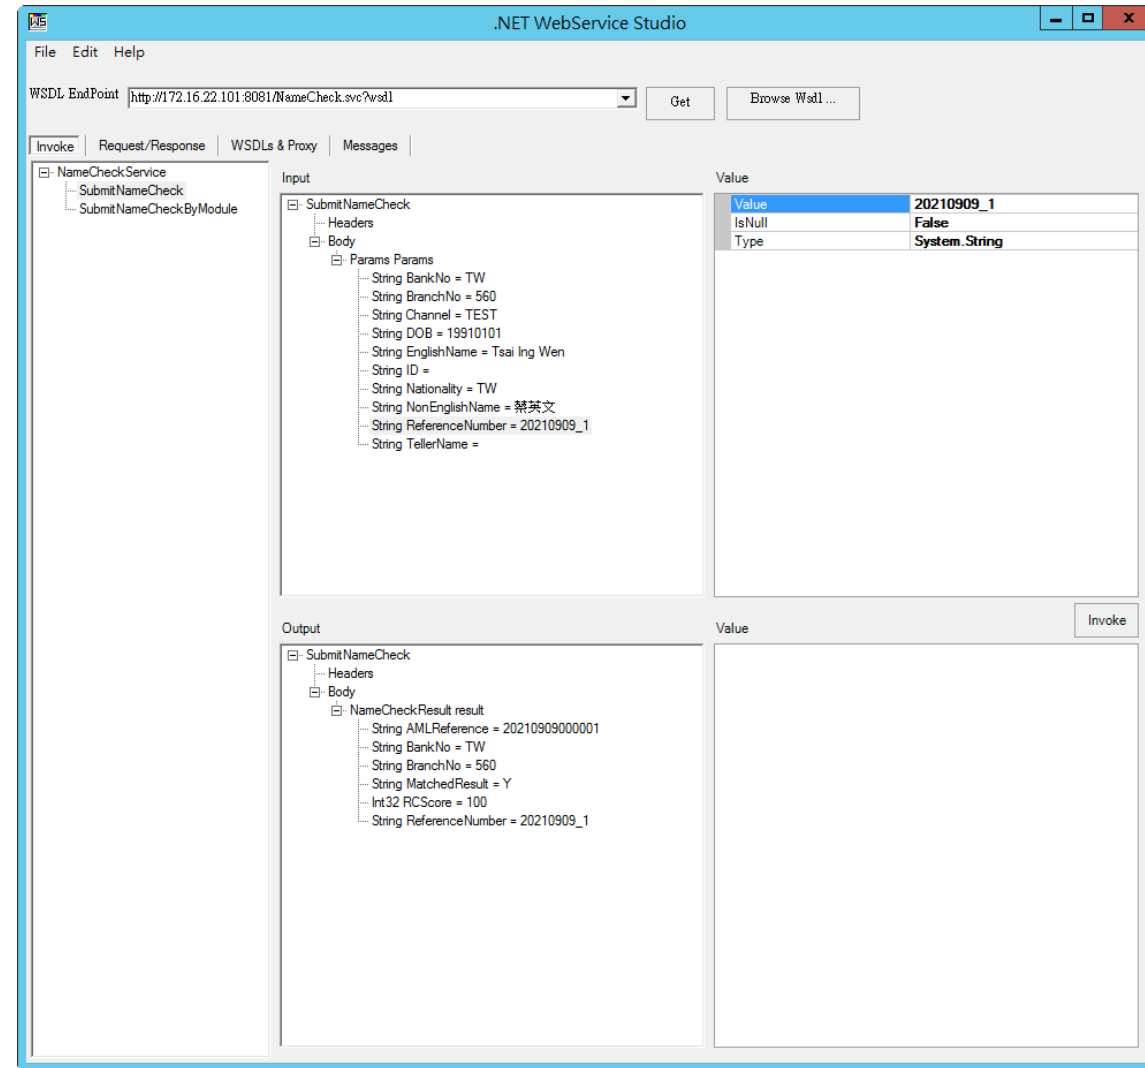 .NET WebService Studio
File Edit Help
WSDL EndPoint http://172.16.22.101:8081/NameCheck.svc?wsdl Get Browse Wsdl ...
Invoke Request/Response WSDLs & Proxy Messages
NameCheckService
SubmitNameCheck
SubmitNameCheckByModule
Input
SubmitNameCheck
Headers
Body
Params Params
String BankNo = TW
String BranchNo = 560
String Channel = TEST
String DOB = 19910101
String EnglishName = Tsai Ing Wen
String ID =
String Nationality = TW
String NonEnglishName = 蔡英文
String ReferenceNumber = 20210909_1
String TellerName =
Value
Value 20210909_1
IsNull False
Type System.String
Invoke
Output
SubmitNameCheck
Headers
Body
NameCheckResult result
String AMLReference = 20210909000001
String BankNo = TW
String BranchNo = 560
String MatchedResult = Y
Int32 RCScore = 100
String ReferenceNumber = 20210909_1
Value